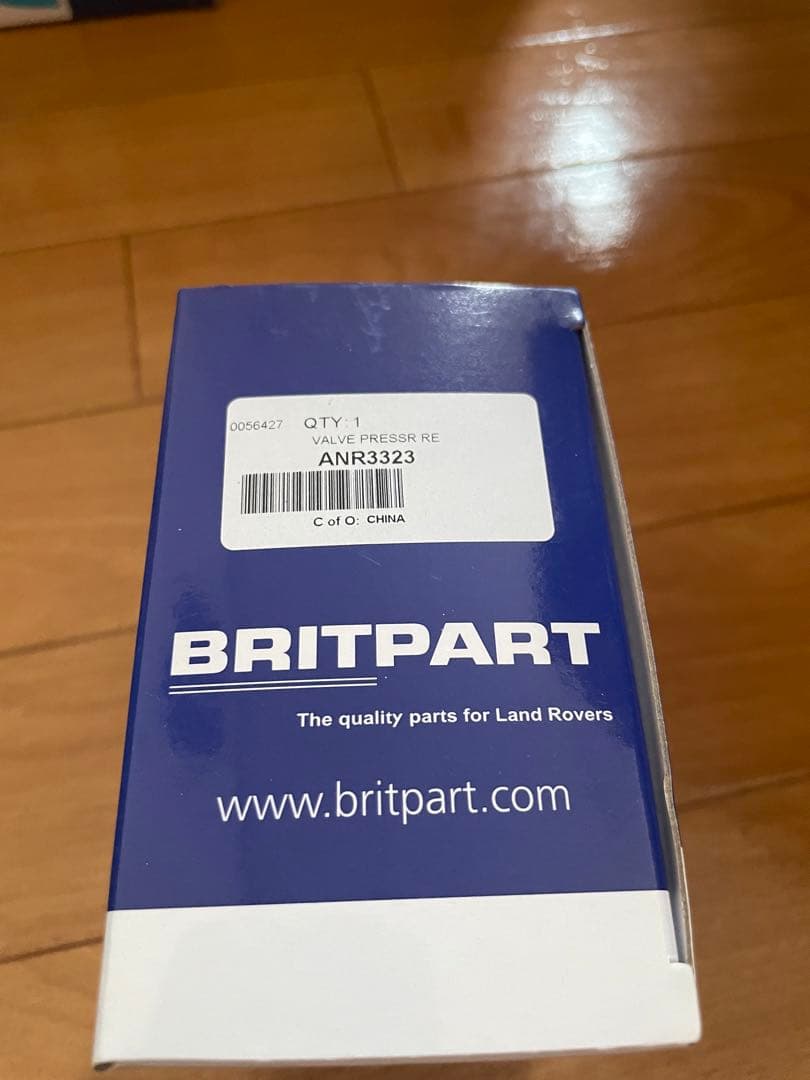 0056427 QTY: 1
VALVE PRESSR RE
ANR3323
C of O: CHINA
BRITPART
The quality parts for Land Rovers
www.britpart.com